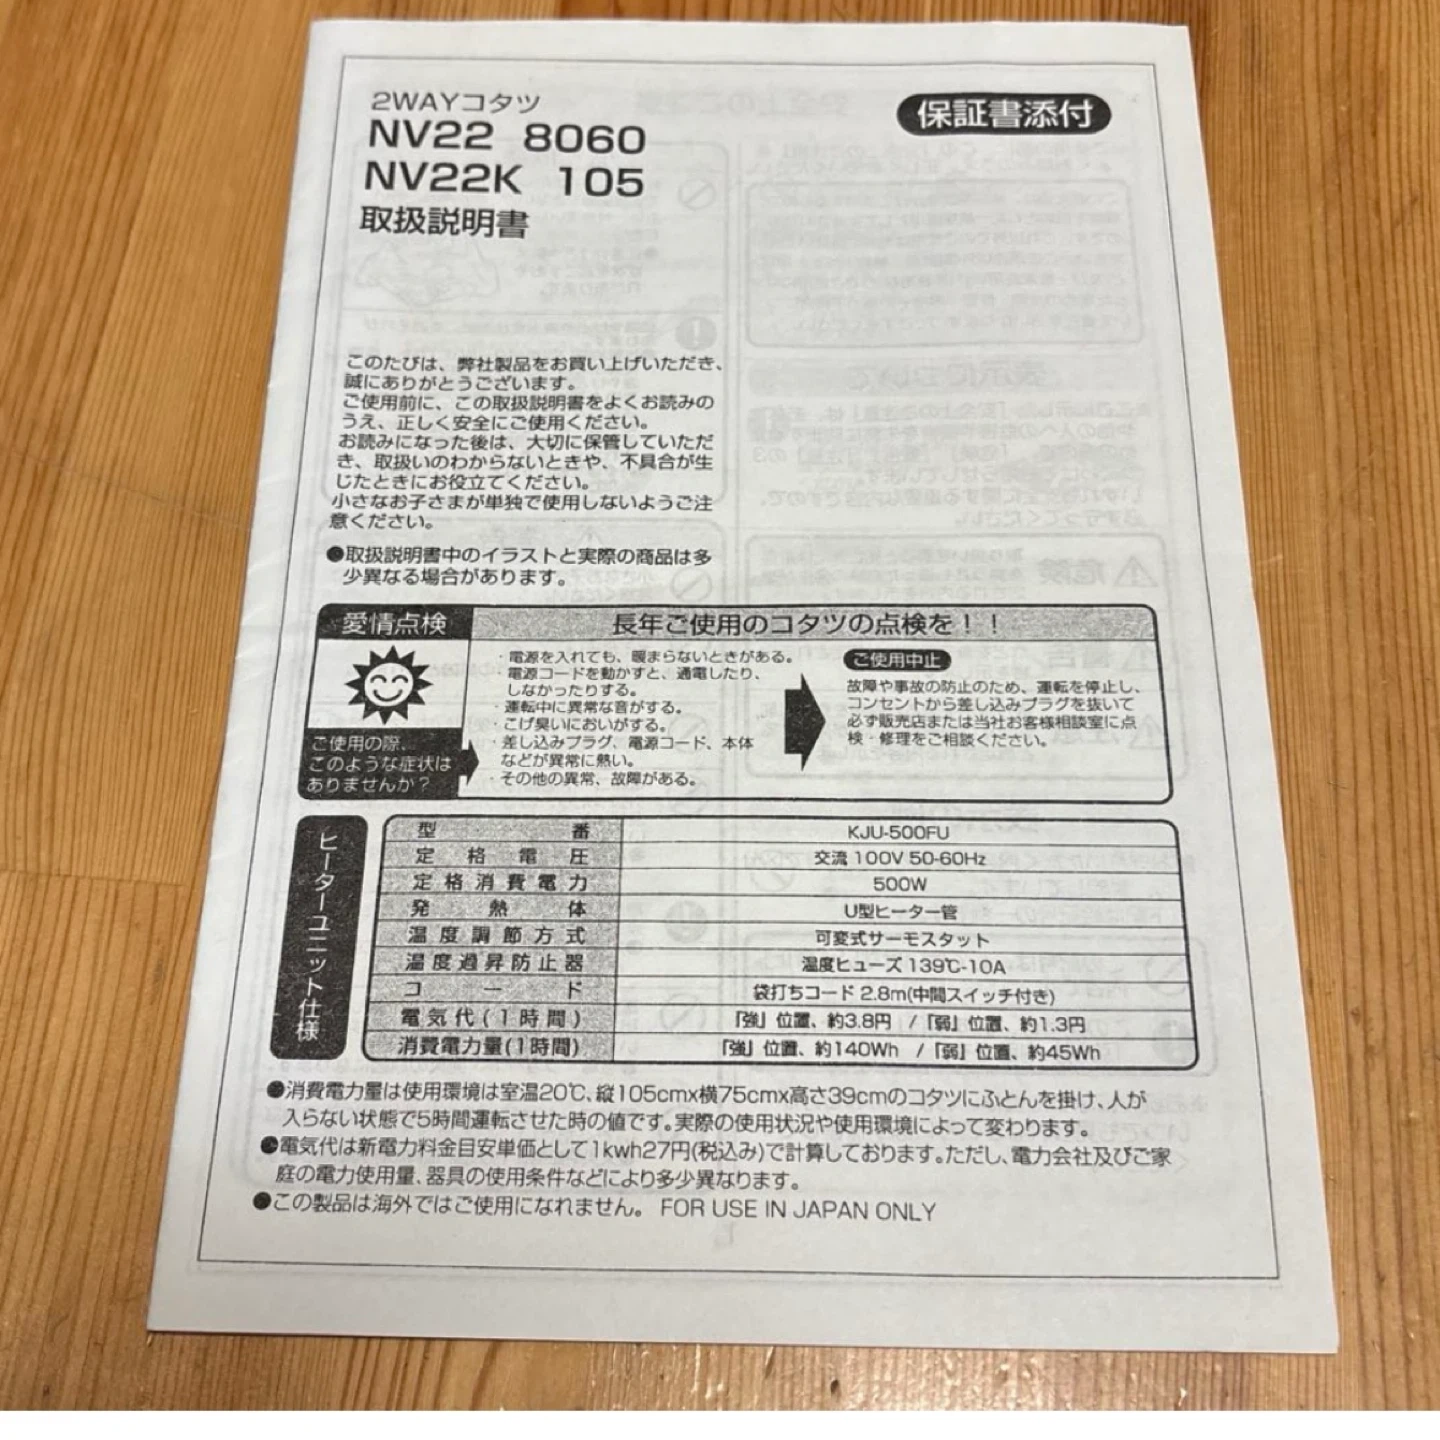 2WAYコタツ
NV22 8060
NV22K 105
取扱説明書
保証書添付
このたびは、弊社製品をお買い上げいただき、
誠にありがとうございます。
ご使用前に、この取扱説明書をよくお読みの
うえ、正しく安全にご使用ください。
お読みになった後は、大切に保管していただ
き、取扱いのわからないときや、不具合が生
じたときにお役立てください。
小さなお子さまが単独で使用しないようご注
意ください。
●取扱説明書中のイラストと実際の商品は多
少異なる場合があります。
愛情点検
長年ご使用のコタツの点検を！！
ご使用の際、
このような症状は
ありませんか？
・電源を入れても、暖まらないときがある。
・電源コードを動かすと、通電したり、
しなかったりする。
・運転中に異常な音がする。
・こげ臭いにおいがする。
・差し込みプラグ、電源コード、本体
などが異常に熱い。
・その他の異常、故障がある。
ご使用中止
故障や事故の防止のため、運転を停止し、
コンセントから差し込みプラグを抜いて
必ず販売店または当社お客様相談室に点
検・修理をご相談ください。
ヒーターユニット仕様
型番 KJU-500FU
定格電圧 交流 100V 50-60Hz
定格消費電力 500W
発熱体 U型ヒーター管
温度調節方式 可変式サーモスタット
温度過昇防止器 温度ヒューズ 139℃-10A
コード 袋打ちコード 2.8m(中間スイッチ付き)
電気代(1時間) 「強」位置、約3.8円 /「弱」位置、約1.3円
消費電力量(1時間) 「強」位置、約140Wh /「弱」位置、約45Wh
●消費電力量は使用環境は室温20℃、縦105cmx横75cmx高さ39cmのコタツにふとんを掛け、人が
入らない状態で5時間運転させた時の値です。実際の使用状況や使用環境によって変わります。
●電気代は新電力料金目安単価として1kwh27円(税込み)で計算しております。ただし、電力会社及びご家
庭の電力使用量、器具の使用条件などにより多少異なります。
●この製品は海外ではご使用になれません。 FOR USE IN JAPAN ONLY